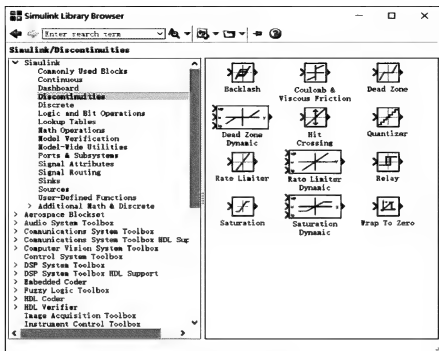 Simulink Library Browser
Enter search term
Simulink/Discontinuities
Simulink
Commonly Used Blocks
Continuous
Dashboard
Discontinuities
Discrete
Logic and Bit Operations
Lookup Tables
Math Operations
Model Verification
Model-Wide Utilities
Ports & Subsystems
Signal Attributes
Signal Routing
Sinks
Sources
User-Defined Functions
Additional Math & Discrete
Aerospace Blockset
Audio System Toolbox
Communications System Toolbox
Communications System Toolbox HDL Sup
Computer Vision System Toolbox
Control System Toolbox
DSP System Toolbox
DSP System Toolbox HDL Support
Embedded Coder
Fuzzy Logic Toolbox
HDL Coder
HDL Verifier
Image Acquisition Toolbox
Instrument Control Toolbox
Backlash
Coulomb &
Viscous Friction
Dead Zone
Dead Zone
Dynamic
Hit
Crossing
Quantizer
Rate Limiter
Rate Limiter
Dynamic
Relay
Saturation
Saturation
Dynamic
Wrap To Zero